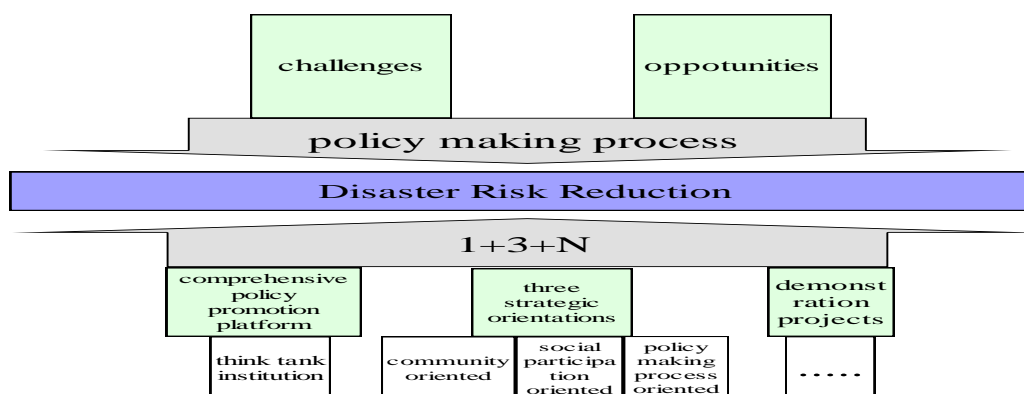 challenges
oppotunities
policy making process
Disaster Risk Reduction
1+3+N
comprehensive
policy
promotion
platform
three
strategic
orientations
demonst
ration
projects
think tank
institution
community
oriented
social
participa
tion
oriented
policy
making
process
oriented
.....